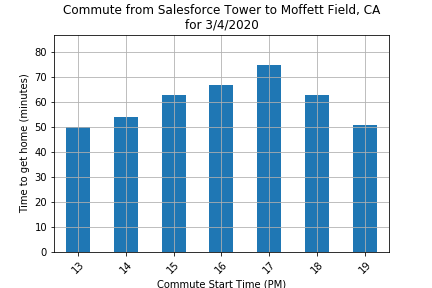 Commute from Salesforce Tower to Moffett Field, CA
for 3/4/2020
Time to get home (minutes)
80
70
60
50
40
30
20
10
0
13 14 15 16 17 18 19
Commute Start Time (PM)